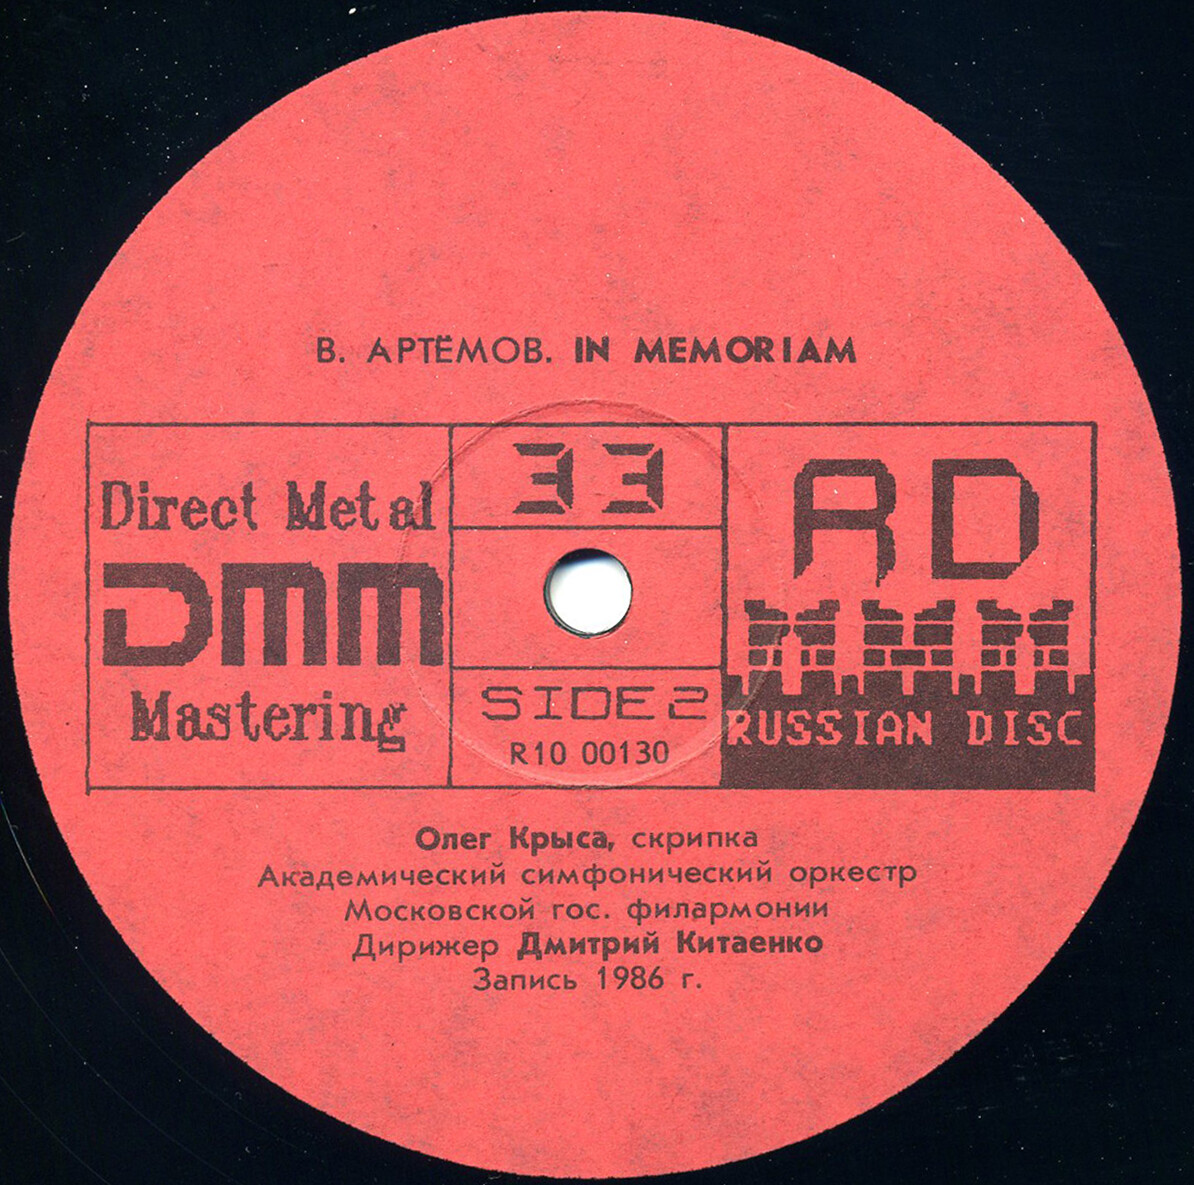 В. АРТЁМОВ. IN MEMORIAM
Direct Metal
DMM
Mastering
33
SIDE 2
R10 00130
RD
RUSSIAN DISC
Олег Крыса, скрипка
Академический симфонический оркестр
Московской гос. филармонии
Дирижер Дмитрий Китаенко
Запись 1986 г.